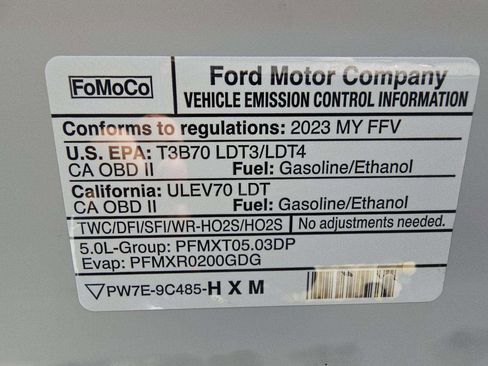 FoMoCo
Ford Motor Company
VEHICLE EMISSION CONTROL INFORMATION
Conforms to regulations: 2023 MY FFV
U.S. EPA: T3B70 LDT3/LDT4
CA OBD II Fuel: Gasoline/Ethanol
California: ULEV70 LDT
CA OBD II Fuel: Gasoline/Ethanol
TWC/DFI/SFI/WR-HO2S/HO2S No adjustments needed.
5.0L-Group: PFMXT05.03DP
Evap: PFMXR0200GDG
PW7E-9C485-HXM